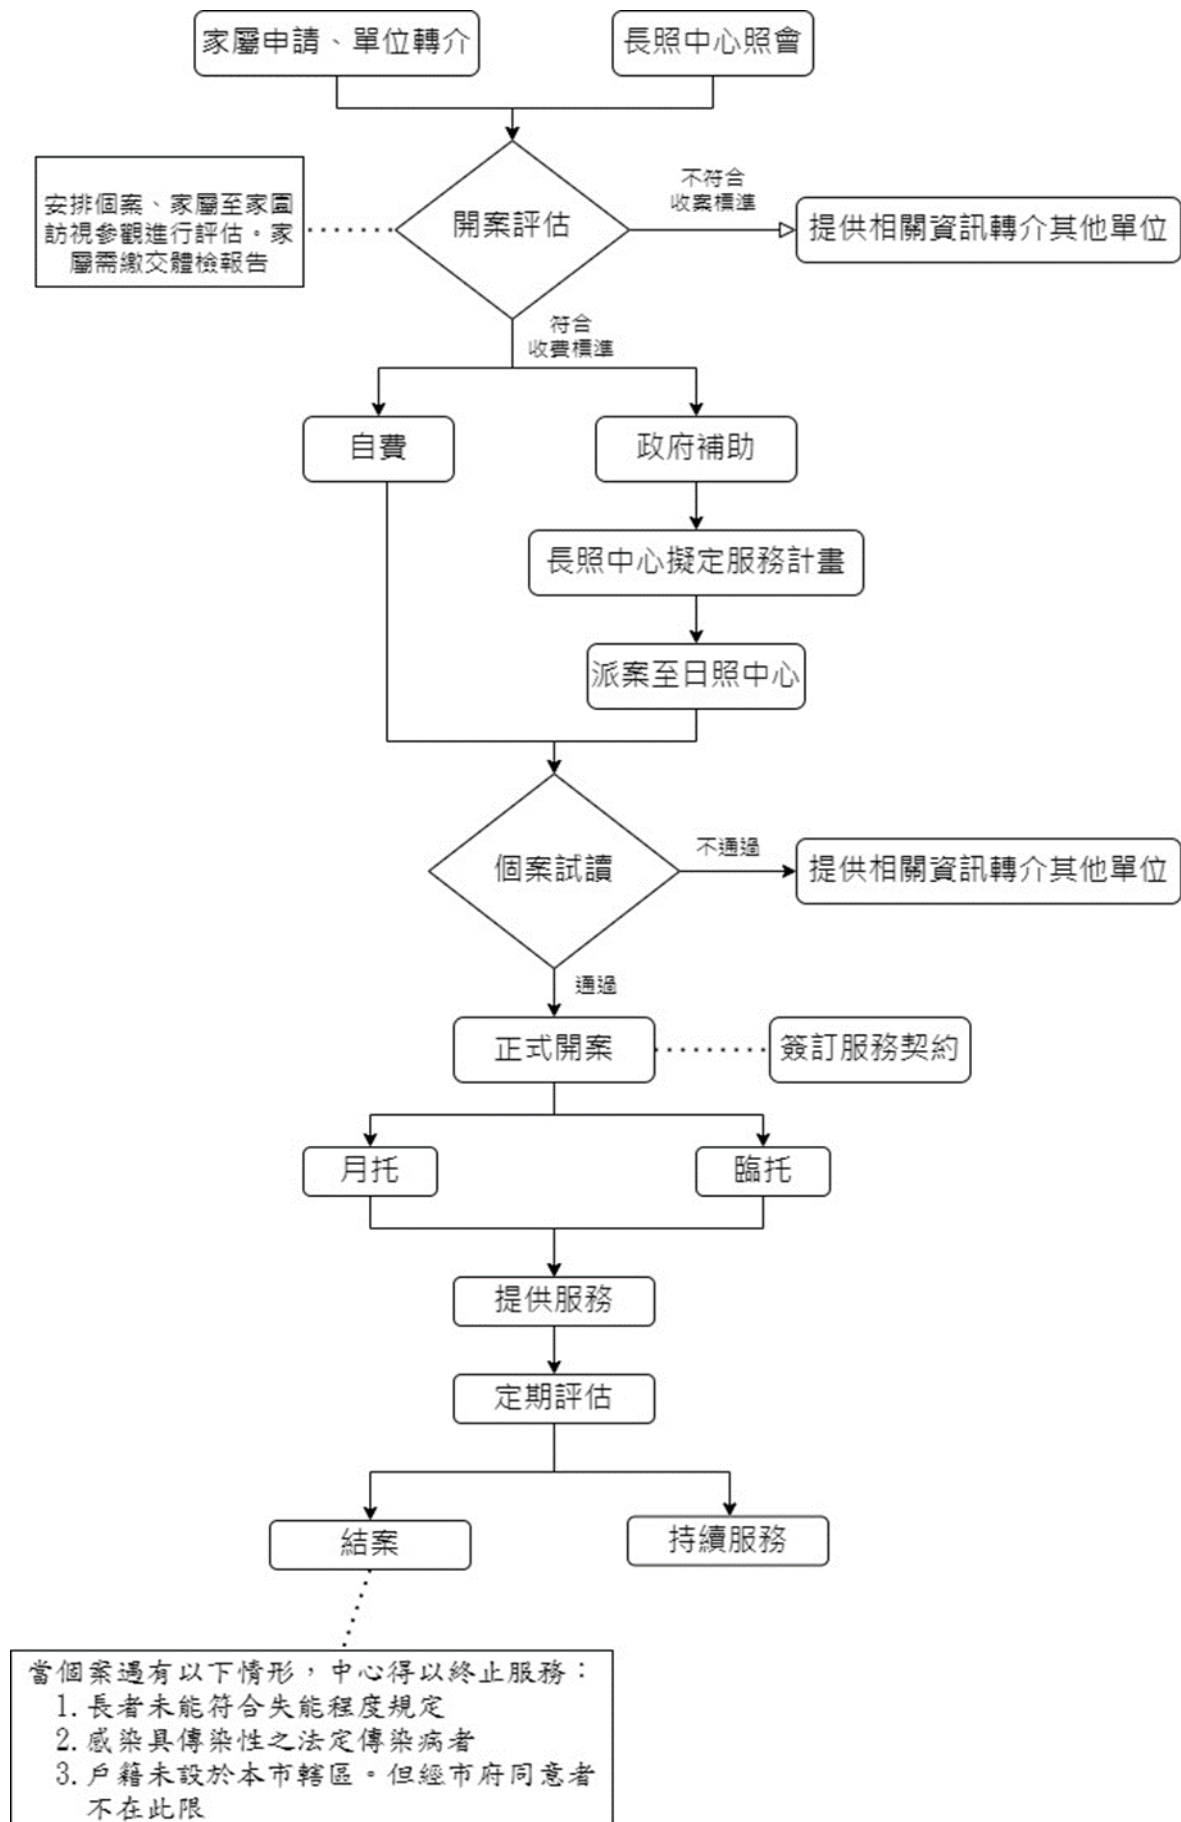 家屬申請、單位轉介
長照中心照會
安排個案、家屬至家園
訪視參觀進行評估。家
屬需繳交體檢報告
開案評估
不符合
收案標準
提供相關資訊轉介其他單位
符合
收費標準
自費
政府補助
長照中心擬定服務計畫
派案至日照中心
個案試讀
不通過
提供相關資訊轉介其他單位
通過
正式開案
簽訂服務契約
月托
臨托
提供服務
定期評估
結案
持續服務
當個案遇有以下情形，中心得以終止服務：
1. 長者未能符合失能程度規定
2. 感染具傳染性之法定傳染病者
3. 戶籍未設於本市轄區。但經市府同意者
不在此限